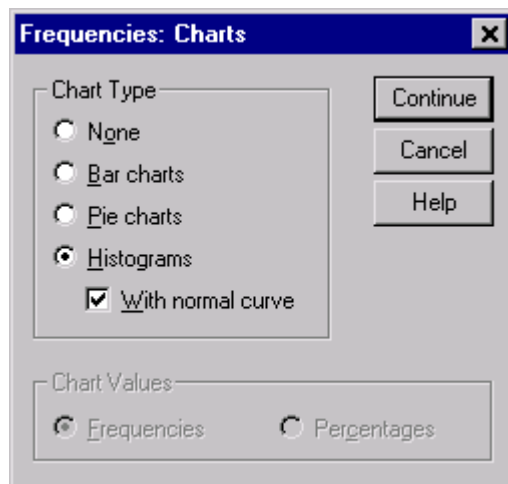 Frequencies: Charts
Chart Type
None
Bar charts
Pie charts
Histograms
With normal curve
Continue
Cancel
Help
Chart Values
Frequencies
Percentages